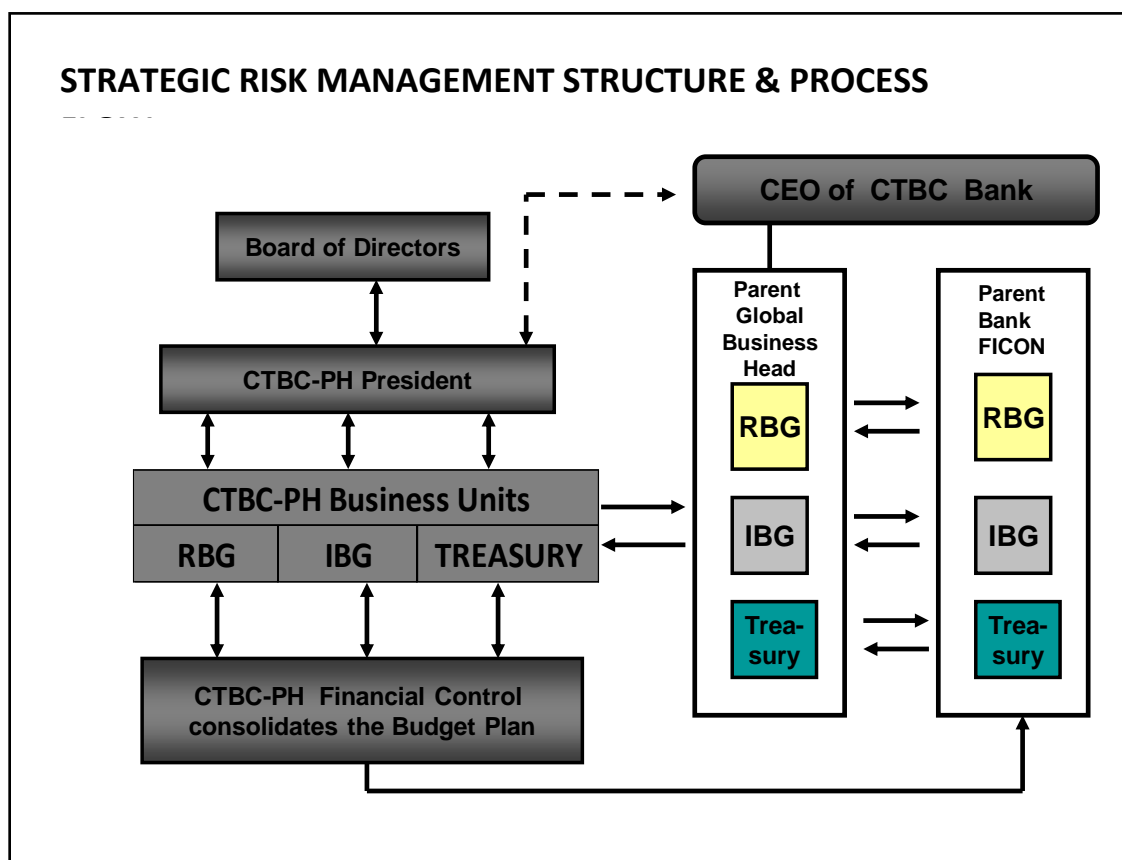 STRATEGIC RISK MANAGEMENT STRUCTURE & PROCESS
CEO of CTBC Bank
Board of Directors
CTBC-PH President
CTBC-PH Business Units
RBG
IBG
TREASURY
CTBC-PH Financial Control
consolidates the Budget Plan
Parent
Global
Business
Head
RBG
IBG
Trea-
sury
Parent
Bank
FICON
RBG
IBG
Trea-
sury